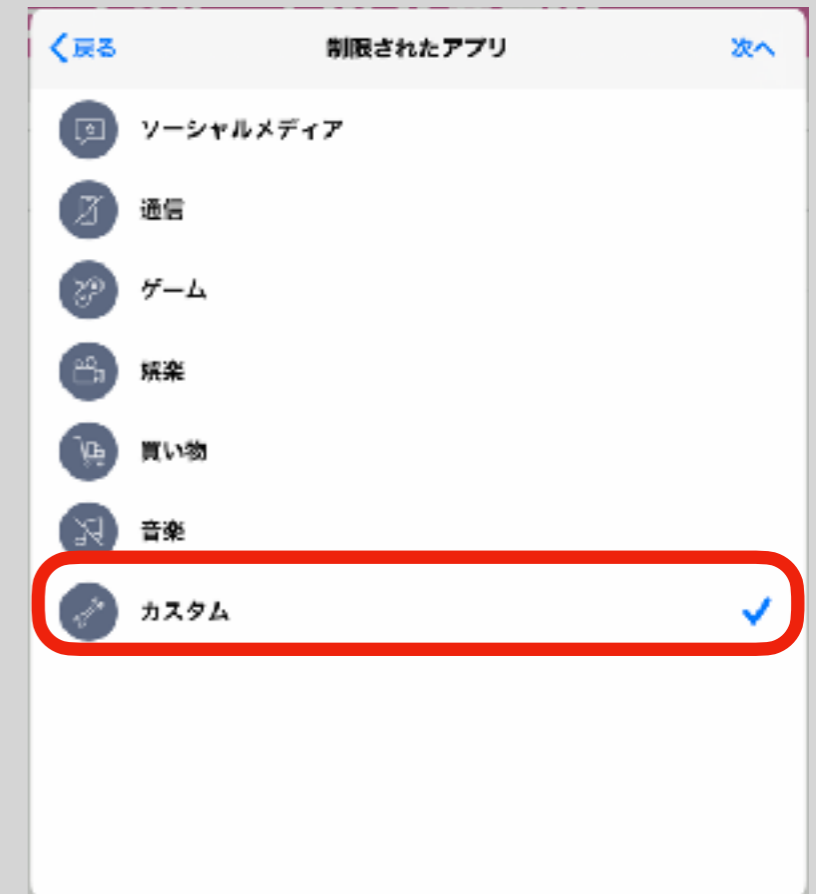 戻る 制限されたアプリ 次へ
ソーシャルメディア
通信
ゲーム
娯楽
買い物
音楽
カスタム